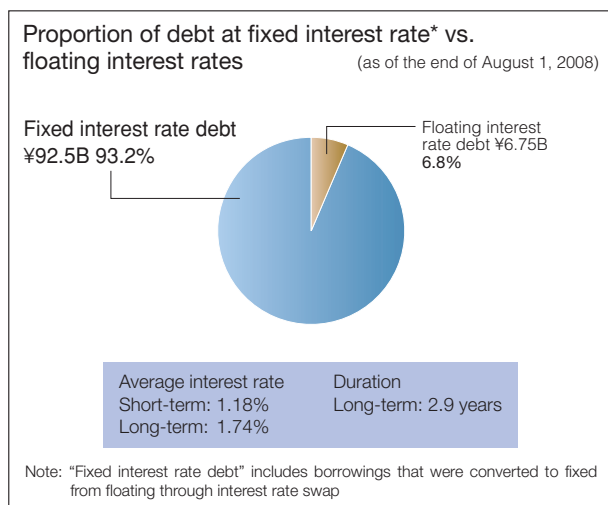 Proportion of debt at fixed interest rate* vs.
floating interest rates
(as of the end of August 1, 2008)
Fixed interest rate debt
¥92.5B 93.2%
Floating interest
rate debt ¥6.75B
6.8%
Average interest rate
Short-term: 1.18%
Long-term: 1.74%
Duration
Long-term: 2.9 years
Note: “Fixed interest rate debt” includes borrowings that were converted to fixed
from floating through interest rate swap